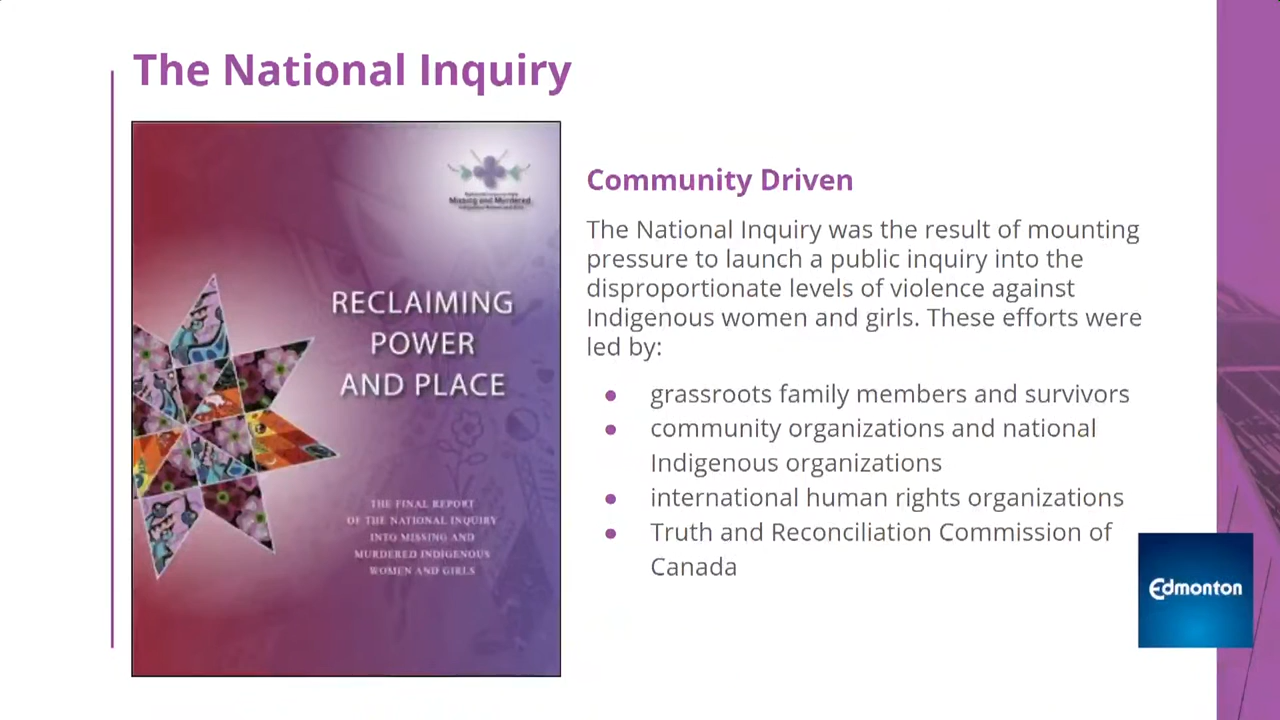 The National Inquiry
Missing and Murdered
RECLAIMING
POWER
AND PLACE
THE FINAL REPORT
OF THE NATIONAL INQUIRY
INTO MISSING AND
MURDERED INDIGENOUS
WOMEN AND GIRLS
Community Driven
The National Inquiry was the result of mounting
pressure to launch a public inquiry into the
disproportionate levels of violence against
Indigenous women and girls. These efforts were
led by:
● grassroots family members and survivors
● community organizations and national
Indigenous organizations
● international human rights organizations
● Truth and Reconciliation Commission of
Canada
Edmonton